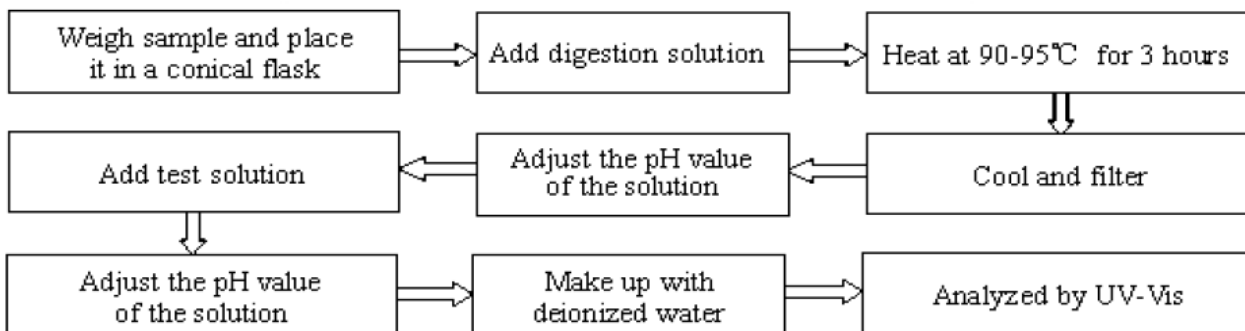 Weigh sample and place
it in a conical flask
Add digestion solution
Heat at 90-95℃ for 3 hours
Add test solution
Adjust the pH value
of the solution
Cool and filter
Adjust the pH value
of the solution
Make up with
deionized water
Analyzed by UV-Vis